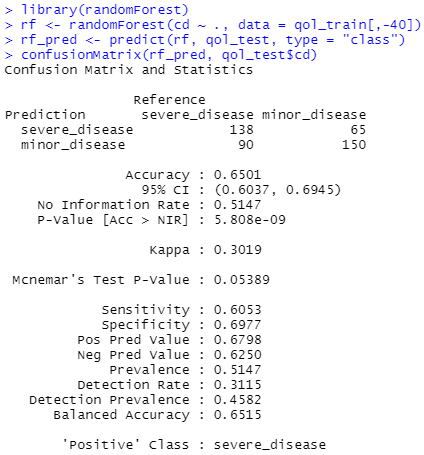 > library(randomForest)
> rf <- randomForest(cd ~ ., data = qol_train[,-40])
> rf_pred <- predict(rf, qol_test, type = "class")
> confusionMatrix(rf_pred, qol_test$cd)
Confusion Matrix and Statistics
Reference
Prediction severe_disease minor_disease
severe_disease 138 65
minor_disease 90 150
Accuracy : 0.6501
95% CI : (0.6037, 0.6945)
No Information Rate : 0.5147
P-Value [Acc > NIR] : 5.808e-09
Kappa : 0.3019
Mcnemar's Test P-Value : 0.05389
Sensitivity : 0.6053
Specificity : 0.6977
Pos Pred Value : 0.6798
Neg Pred Value : 0.6250
Prevalence : 0.5147
Detection Rate : 0.3115
Detection Prevalence : 0.4582
Balanced Accuracy : 0.6515
'Positive' Class : severe_disease